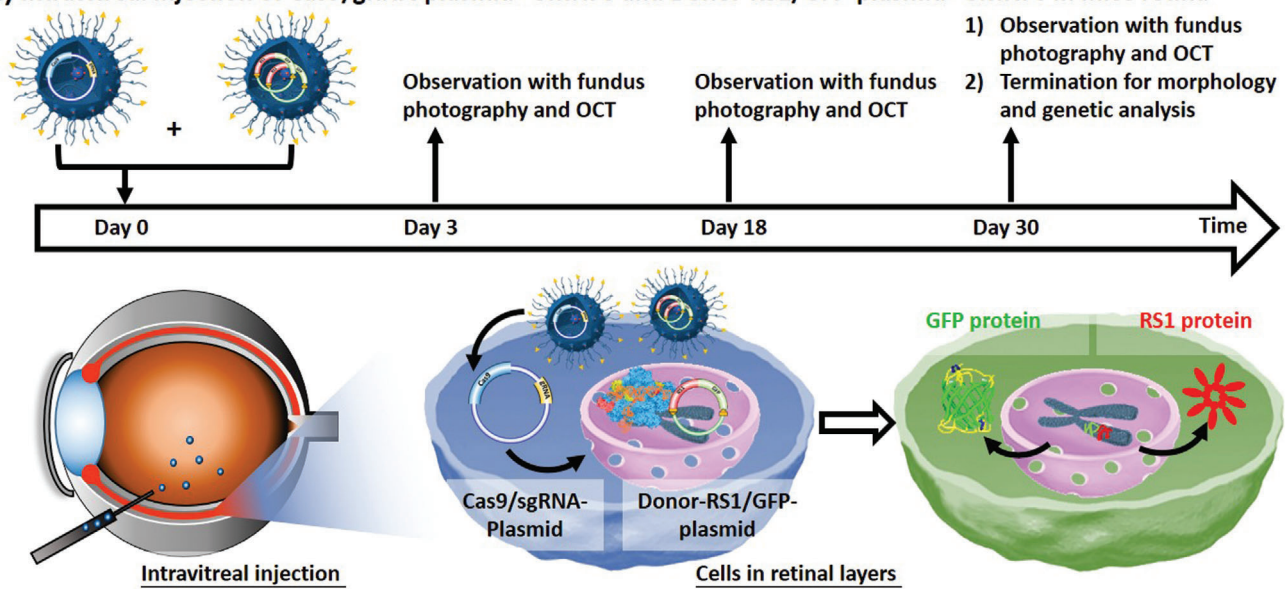 1) Observation with fundus
photography and OCT
2) Termination for morphology
and genetic analysis
Observation with fundus
photography and OCT
Observation with fundus
photography and OCT
+
Day 0
Day 3
Day 18
Day 30
Time
GFP protein
RS1 protein
Cas9
gRNA
Cas9/sgRNA-
Plasmid
Donor-RS1/GFP-
plasmid
Intravitreal injection
Cells in retinal layers